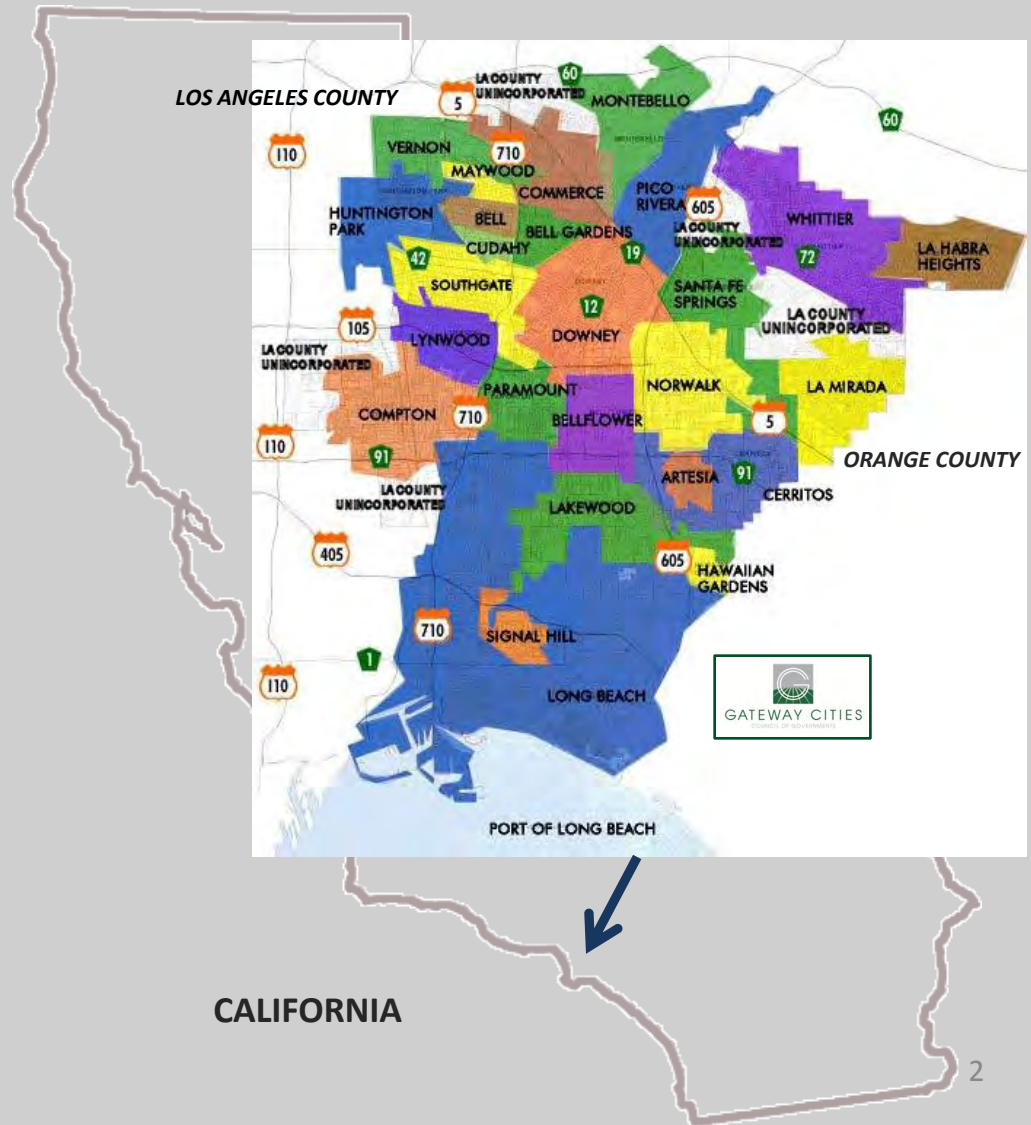 LOS ANGELES COUNTY
LA COUNTY
UNINCORPORATED
60
5
MONTEBELLO
60
110
VERNON
710
MAYWOOD
COMMERCE
PICO
RIVERA
605
HUNTINGTON
PARK
BELL
BELL GARDENS
LA COUNTY
UNINCORPORATED
WHITTIER
CUDAHY
42
19
72
LA HABRA
HEIGHTS
SOUTHGATE
SANTA FE
SPRINGS
12
105
LYNWOOD
DOWNEY
LA COUNTY
UNINCORPORATED
LA COUNTY
UNINCORPORATED
PARAMOUNT
NORWALK
LA MIRADA
COMPTON
710
BELLFLOWER
5
110
91
ORANGE COUNTY
ARTESIA
91
CERRITOS
LA COUNTY
UNINCORPORATED
LAKEWOOD
405
605
HAWAIIAN
GARDENS
710
SIGNAL HILL
1
110
LONG BEACH
GATEWAY CITIES
COUNCIL OF GOVERNMENTS
PORT OF LONG BEACH
CALIFORNIA
2